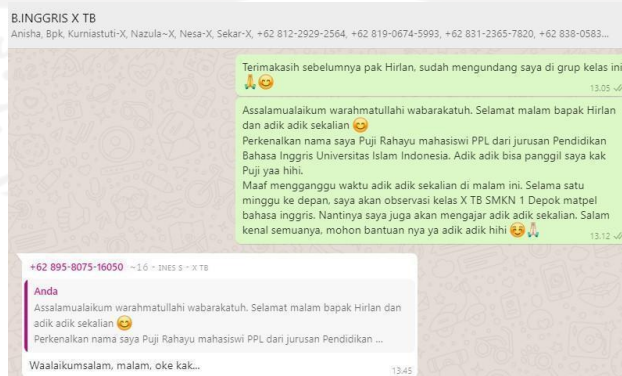 B.INGGRIS X TB
Anisha, Bpk, Kurniastuti-X, Nazula~X, Nesa-X, Sekar-X, +62 812-2929-2564, +62 819-0674-5993, +62 831-2365-7820, +62 838-0583...
Terimakasih sebelumnya pak Hirlan, sudah mengundang saya di grup kelas ini
🙏😊
13.05
Assalamualaikum warahmatullahi wabarakatuh. Selamat malam bapak Hirlan
dan adik adik sekalian 😊
Perkenalkan nama saya Puji Rahayu mahasiswi PPL dari jurusan Pendidikan
Bahasa Inggris Universitas Islam Indonesia. Adik adik bisa panggil saya kak
Puji yaa hihi.
Maaf mengganggu waktu adik adik sekalian di malam ini. Selama satu
minggu ke depan, saya akan observasi kelas X TB SMKN 1 Depok matpel
bahasa inggris. Nantinya saya juga akan mengajar adik adik sekalian. Salam
kenal semuanya, mohon bantuan nya ya adik adik hihi 😊🙏
13.12
+62 895-8075-16050 ~16 - INES S - X TB
Anda
Assalamualaikum warahmatullahi wabarakatuh. Selamat malam bapak Hirlan dan
adik adik sekalian 😊
Perkenalkan nama saya Puji Rahayu mahasiswi PPL dari jurusan Pendidikan ...
Waalaikumsalam, malam, oke kak...
13.45